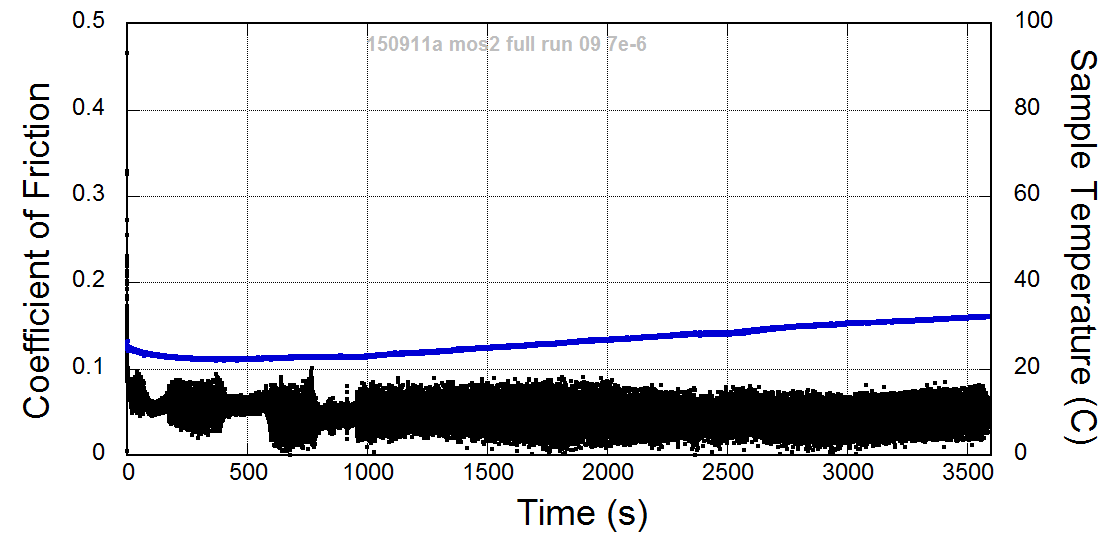 150911a mos2 full run 09 7e-6
Coefficient of Friction
0.5
0.4
0.3
0.2
0.1
0
100
80
60
40
20
0
Sample Temperature (C)
0 500 1000 1500 2000 2500 3000 3500
Time (s)